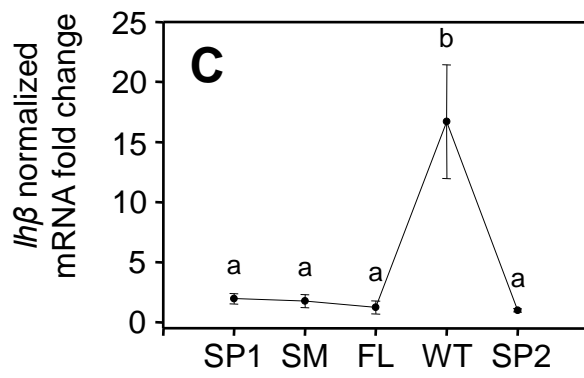 C
lhβ normalized
mRNA fold change
25
20
15
10
5
0
a
a
a
b
a
SP1 SM FL WT SP2